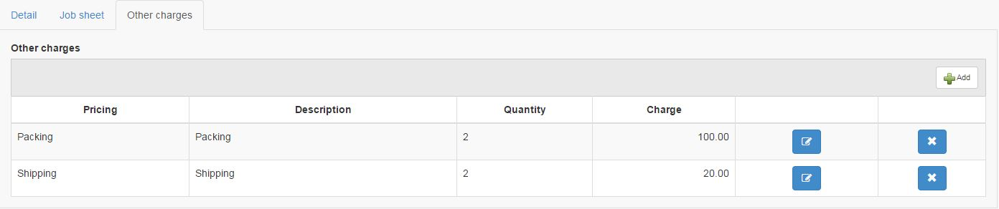 Detail Job sheet Other charges
Other charges
Add
Pricing Description Quantity Charge
Packing Packing 2 100.00
Shipping Shipping 2 20.00